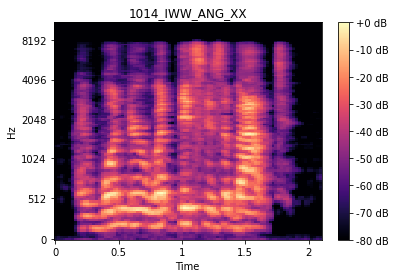 1014_IWW_ANG_XX
8192
4096
2048
1024
512
0
Hz
0
0.5
1
1.5
2
Time
+0 dB
-10 dB
-20 dB
-30 dB
-40 dB
-50 dB
-60 dB
-70 dB
-80 dB